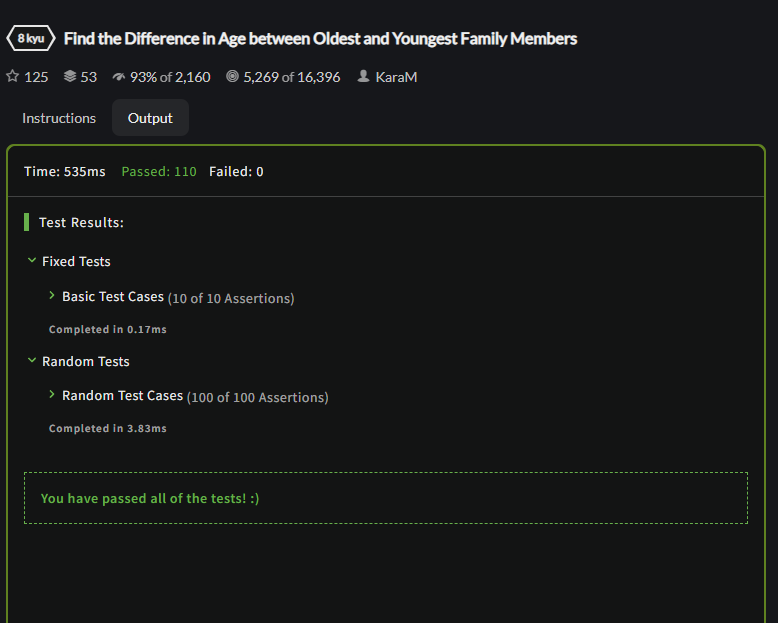 8 kyu Find the Difference in Age between Oldest and Youngest Family Members
125 53 93% of 2,160 5,269 of 16,396 KaraM
Instructions Output
Time: 535ms Passed: 110 Failed: 0
Test Results:
Fixed Tests
Basic Test Cases (10 of 10 Assertions)
Completed in 0.17ms
Random Tests
Random Test Cases (100 of 100 Assertions)
Completed in 3.83ms
You have passed all of the tests! :)